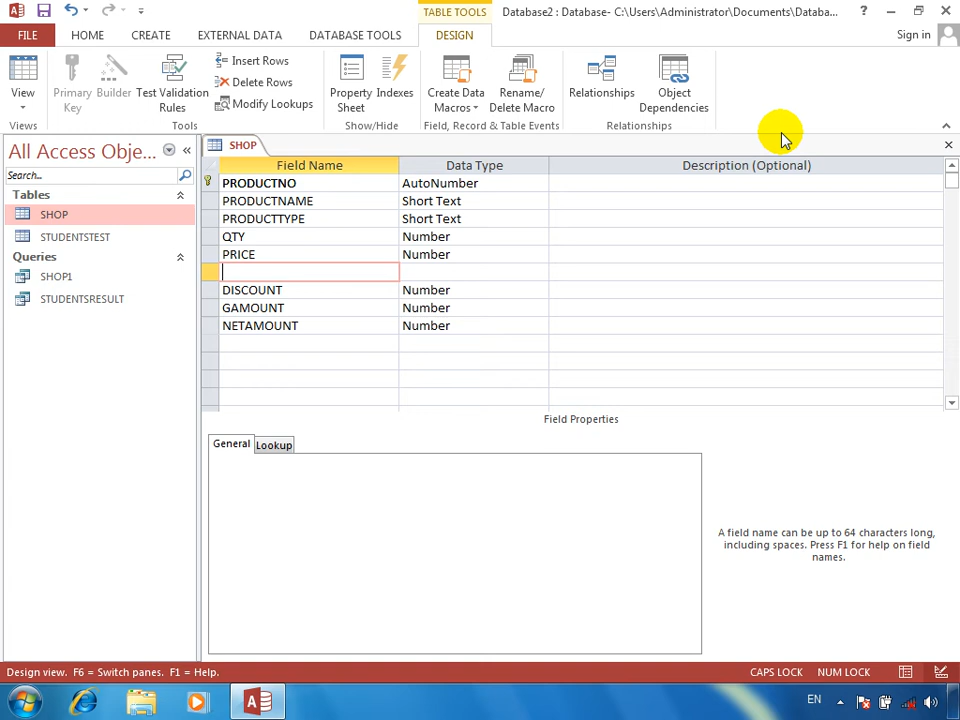 TABLE TOOLS
Database2 : Database- C:\Users\Administrator\Documents\Databa...
?
FILE
HOME
CREATE
EXTERNAL DATA
DATABASE TOOLS
DESIGN
Sign in
View
Primary Key
Builder
Test Validation Rules
Insert Rows
Delete Rows
Modify Lookups
Property Sheet
Indexes
Create Data Macros
Rename/ Delete Macro
Relationships
Object Dependencies
Views
Tools
Show/Hide
Field, Record & Table Events
Relationships
All Access Obje...
Search...
Tables
SHOP
STUDENTSTEST
Queries
SHOP1
STUDENTSRESULT
SHOP
Field Name Data Type Description (Optional)
PRODUCTNO AutoNumber
PRODUCTNAME Short Text
PRODUCTTYPE Short Text
QTY Number
PRICE Number
DISCOUNT Number
GAMOUNT Number
NETAMOUNT Number
Field Properties
General Lookup
A field name can be up to 64 characters long,
including spaces. Press F1 for help on field
names.
Design view. F6 = Switch panes. F1 = Help.
CAPS LOCK NUM LOCK
EN